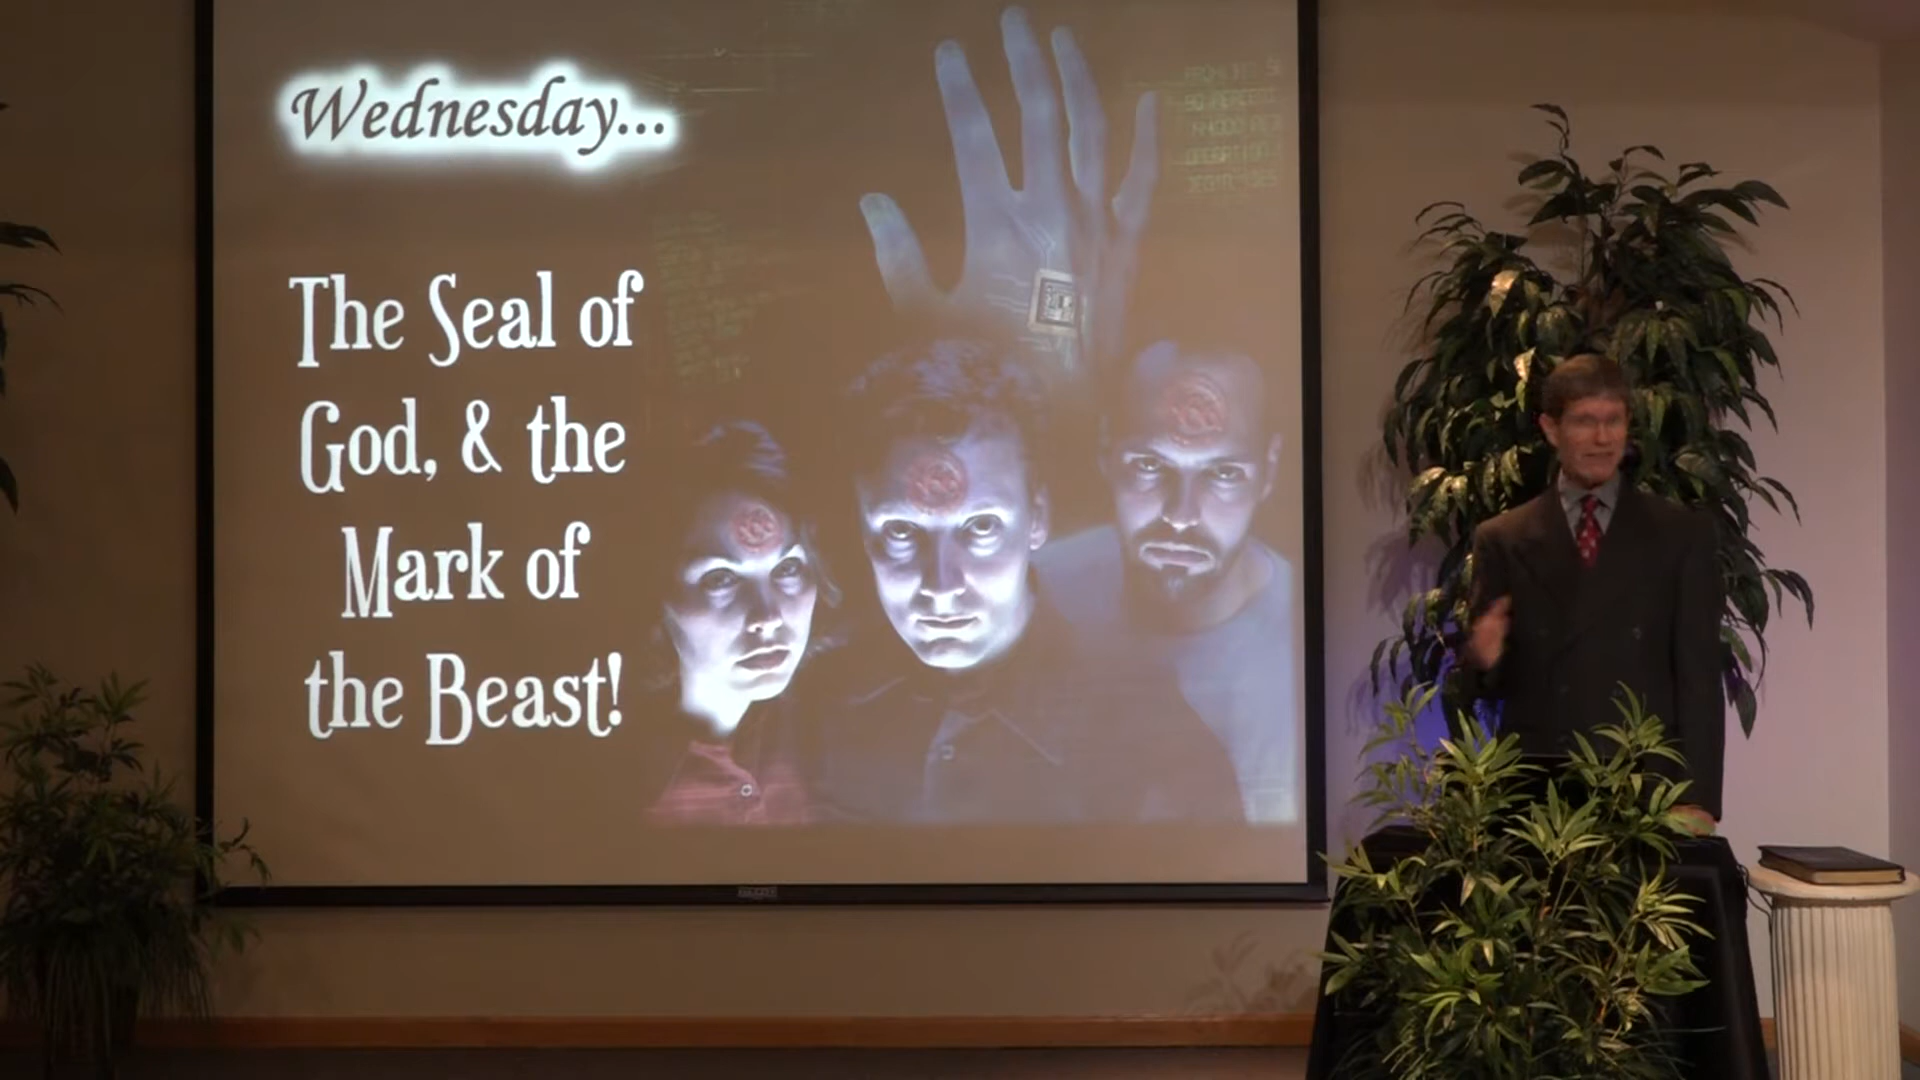 Wednesday...
The Seal of
God, & the
Mark of
the Beast!